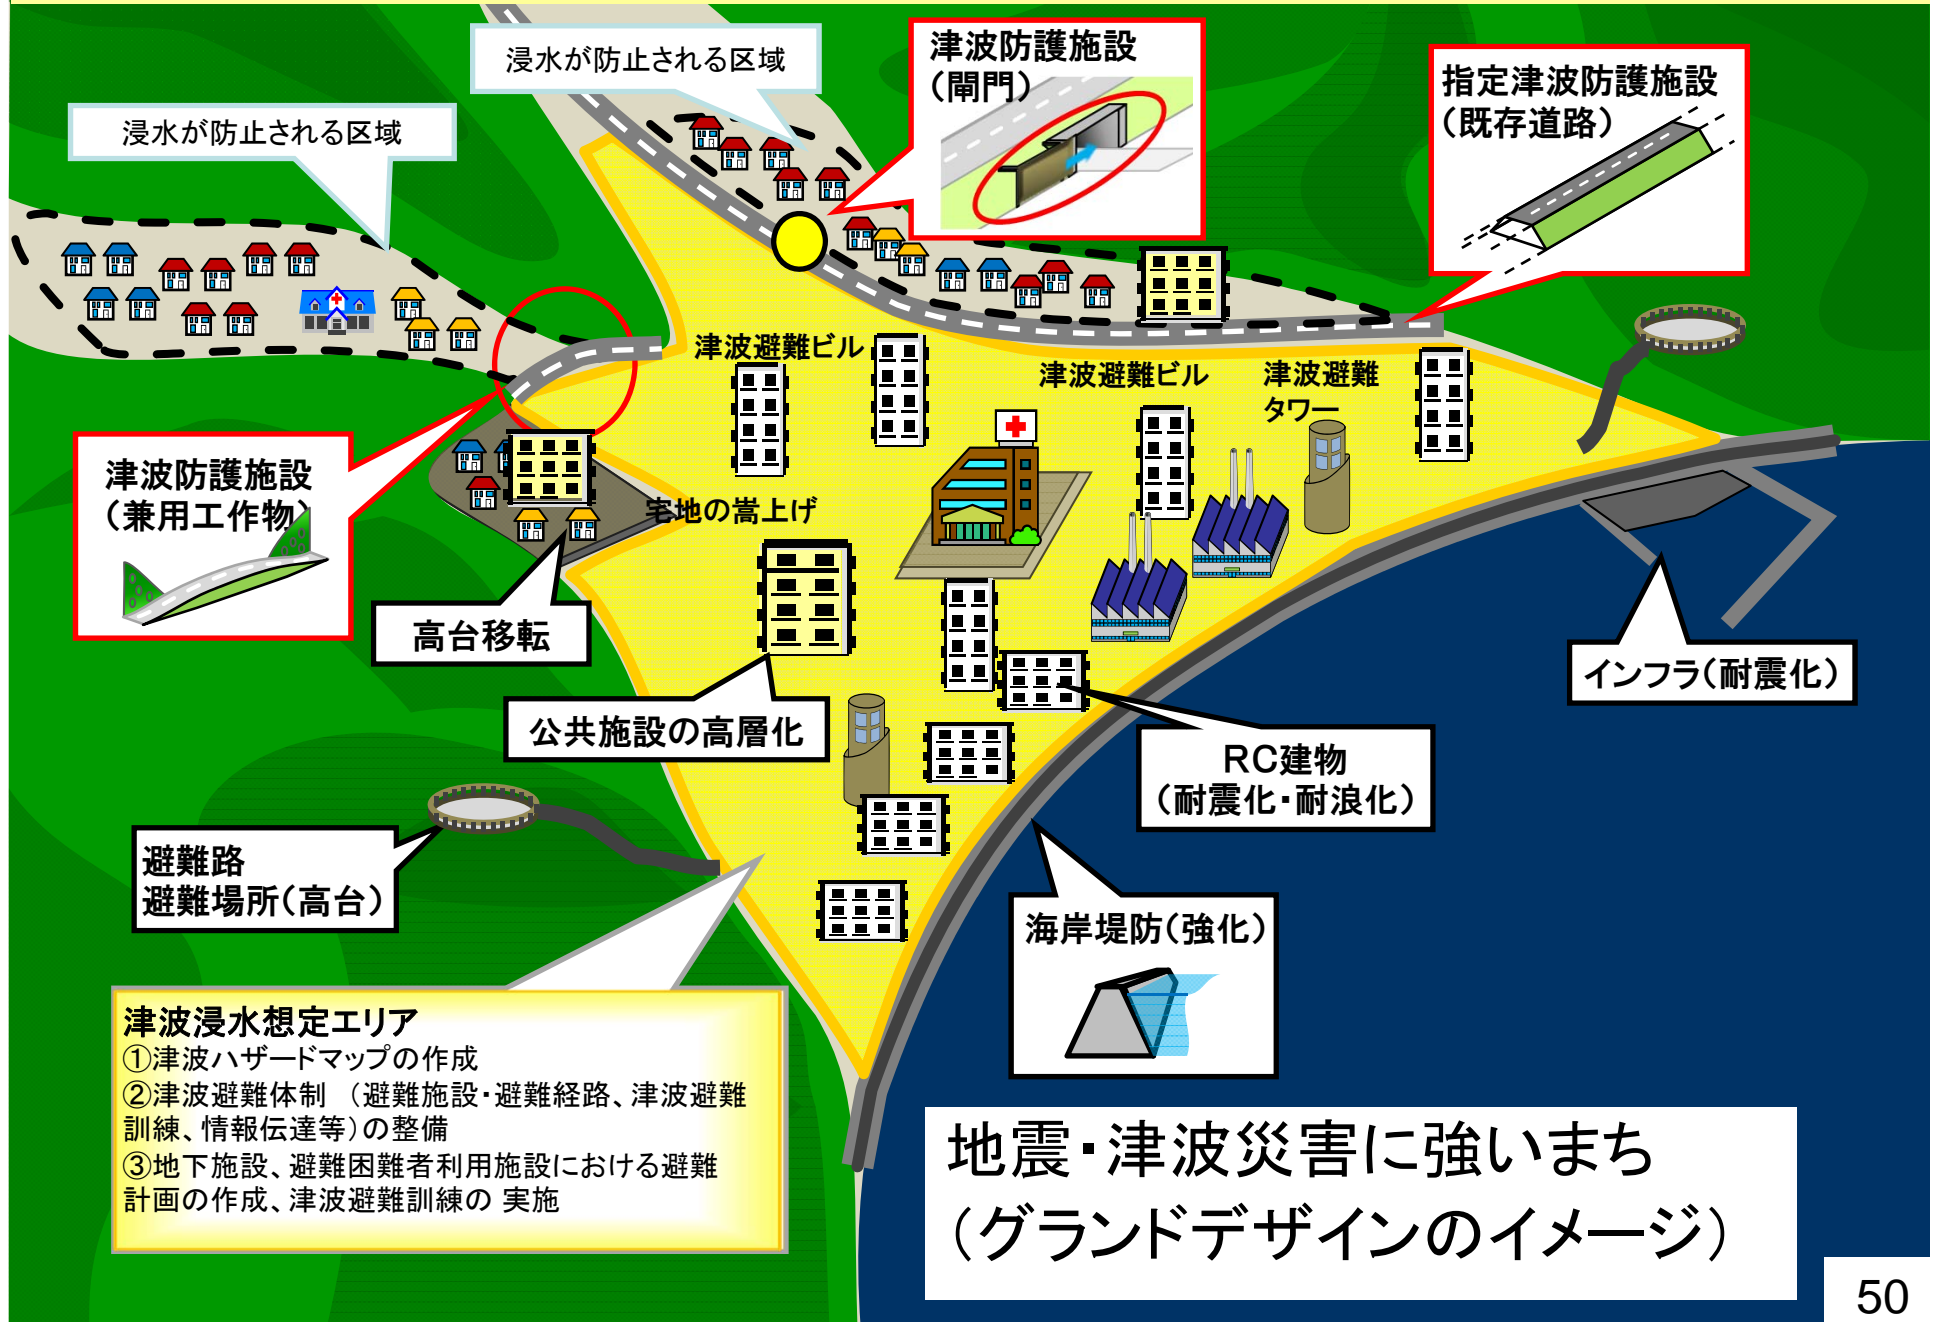 浸水が防止される区域
浸水が防止される区域
津波防護施設
（閘門）
指定津波防護施設
（既存道路）
津波避難ビル
津波避難ビル
津波避難
タワー
津波防護施設
（兼用工作物）
宅地の嵩上げ
高台移転
公共施設の高層化
インフラ（耐震化）
ＲＣ建物
（耐震化・耐浪化）
避難路
避難場所（高台）
海岸堤防（強化）
津波浸水想定エリア
①津波ハザードマップの作成
②津波避難体制　（避難施設・避難経路、津波避難
訓練、情報伝達等）の整備
③地下施設、避難困難者利用施設における避難
計画の作成、津波避難訓練の 実施
地震・津波災害に強いまち
（グランドデザインのイメージ）
50